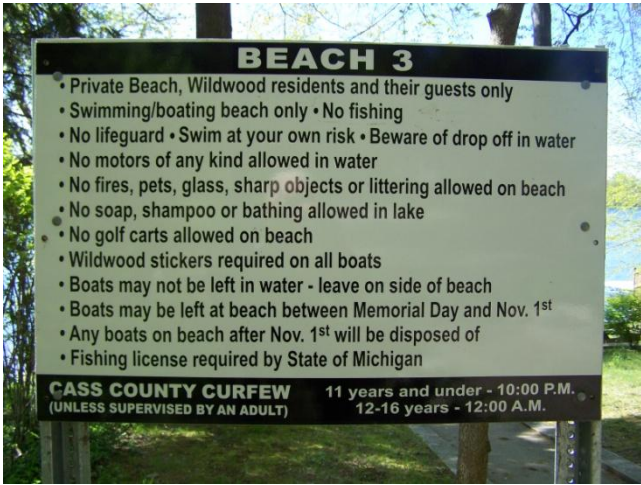 BEACH 3
• Private Beach, Wildwood residents and their guests only
• Swimming/boating beach only • No fishing
• No lifeguard • Swim at your own risk • Beware of drop off in water
• No motors of any kind allowed in water
• No fires, pets, glass, sharp objects or littering allowed on beach
• No soap, shampoo or bathing allowed in lake
• No golf carts allowed on beach
• Wildwood stickers required on all boats
• Boats may not be left in water - leave on side of beach
• Boats may be left at beach between Memorial Day and Nov. 1st
• Any boats on beach after Nov. 1st will be disposed of
• Fishing license required by State of Michigan
CASS COUNTY CURFEW 11 years and under - 10:00 P.M.
(UNLESS SUPERVISED BY AN ADULT) 12-16 years - 12:00 A.M.